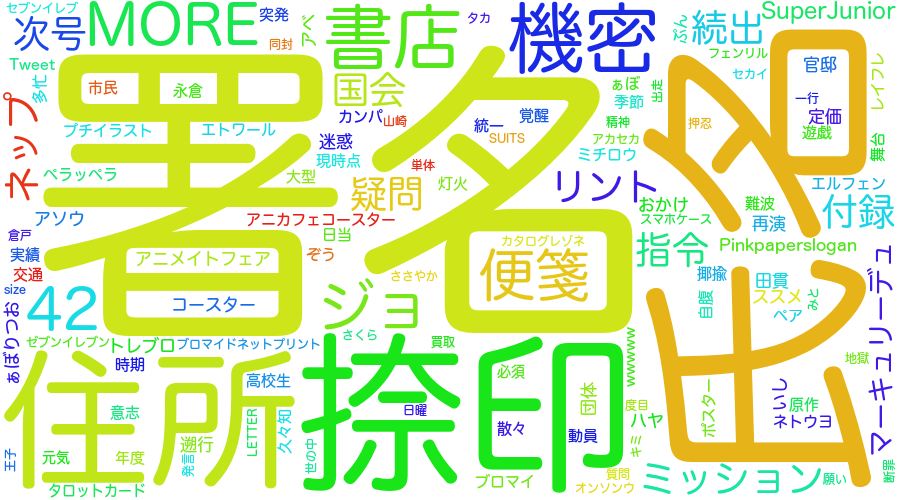 セブンイレブ
MORE
突発
書店
タカ
機密
ぶん
続出
SuperJunior
次号
同封
アベ
フェンリル
官邸
Tweet
多忙
市民
永倉
国会
ぁぼ
季節
出走
セカイ
レイフレ
ネップ
プチイラスト
エトワール
カンパ
山崎
統一
覚醒
精神
一行
定価
遊戯
署名
迷惑
SUITS
アカセカ
押忍
舞台
現時点
単体
ミチロウ
氏名
ペラッペラ
大型
疑問
灯火
リント
エルフェン
アソウ
アニカフェコースター
おかけ
難波
付録
スマホケース
再演
倉戸
日当
指令
Pinkpaperslogan
実績
アニメイトフェア
ぞう
カタログレゾネ
交通
ささやか
便箋
揶揄
田貫
size
コースター
ジョ
自腹
ススメ
みと
マーキュリーデュ
42
ペア
ぁぼりつお
ゼブンイレブン
トレブロ
ブロマイドネットプリント
さくら
買取
wwwww
地獄
時期
住所
捺印
高校生
必須
団体
ポスター
ネトウヨ
いし
原作
意志
LETTER
久々知
日曜
度目
ハヤ
散々
動員
キミ
王子
元気
年度
遡行
発言
世の中
ブロマイ
質問
オンソンウ
ミッション
願い
断罪
タロットカード